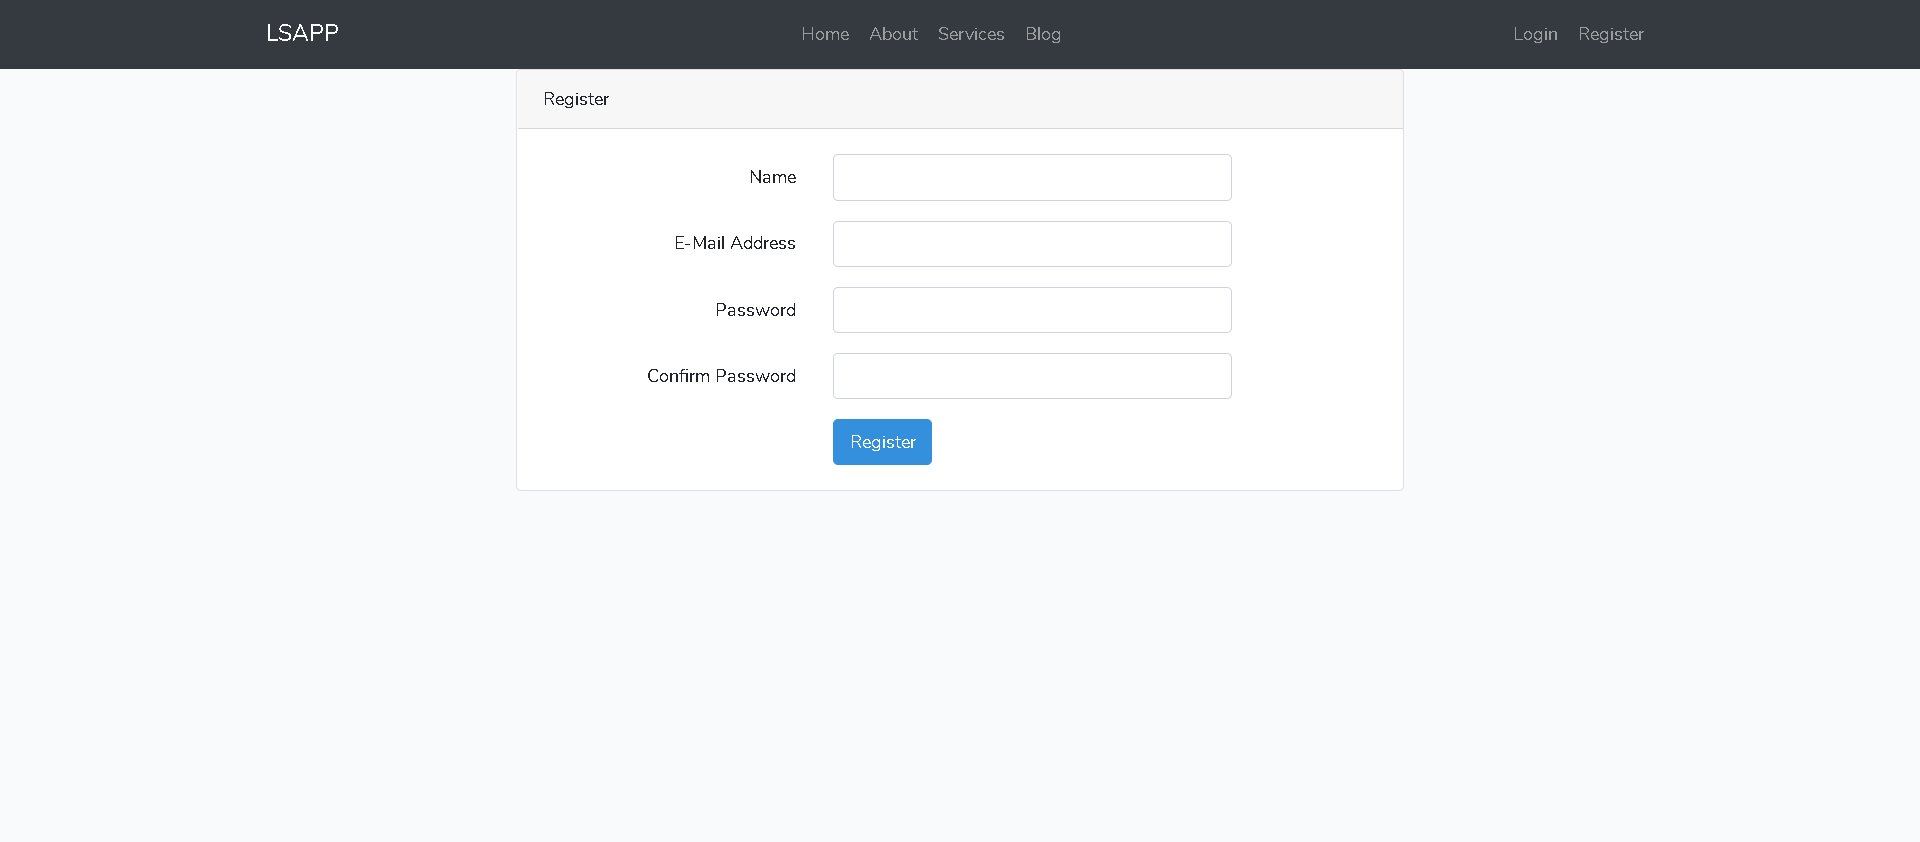 LSAPP Home About Services Blog Login Register
Register
Name
E-Mail Address
Password
Confirm Password
Register